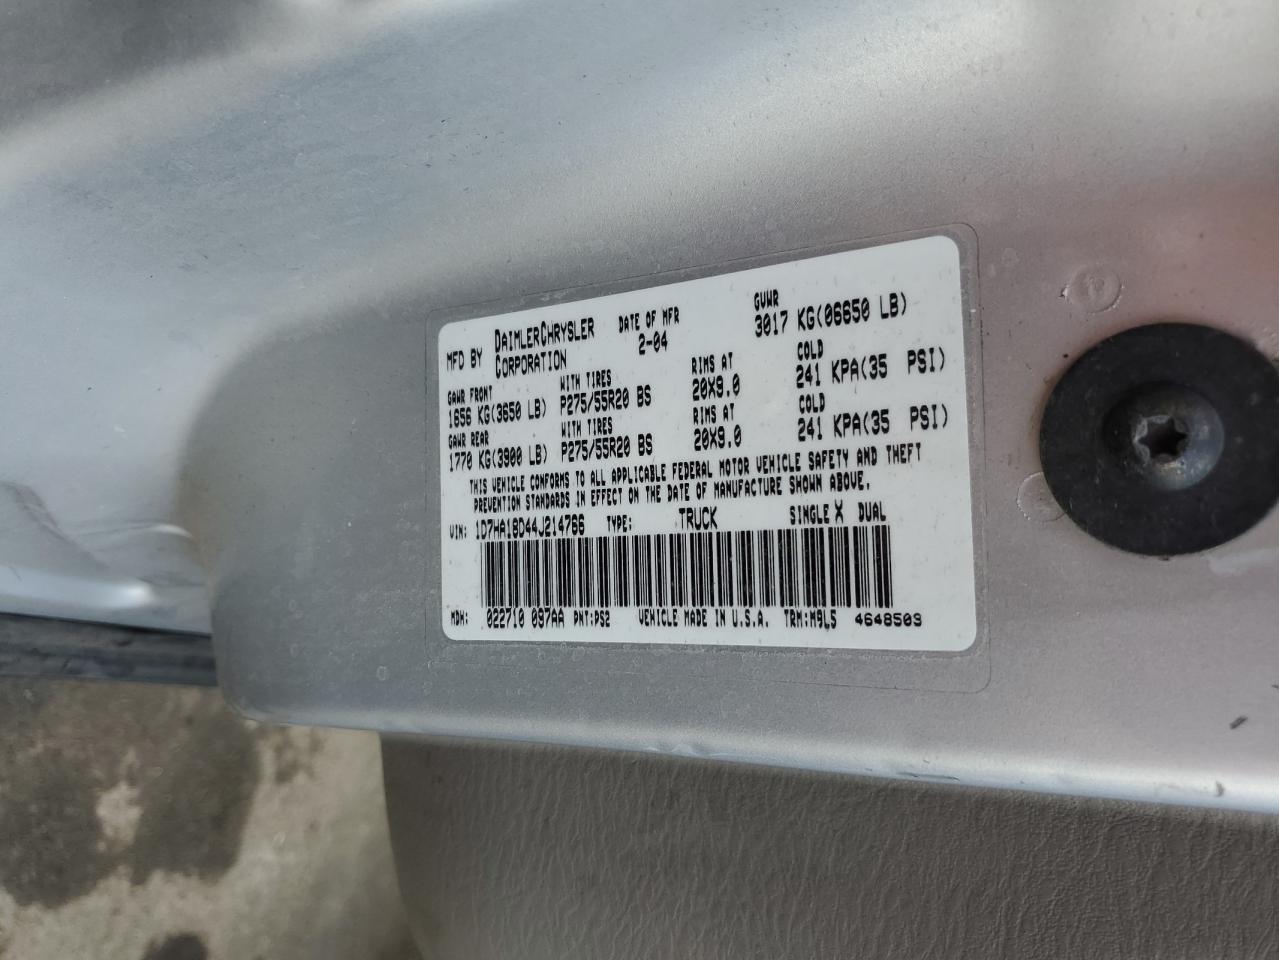 MFD BY DAIMLERCHRYSLER CORPORATION DATE OF MFR 2-04 GVWR 3017 KG(06650 LB)
GAWR FRONT WITH TIRES RIMS AT COLD
1656 KG(3650 LB) P275/55R20 BS 20X9.0 241 KPA(35 PSI)
GAWR REAR WITH TIRES RIMS AT COLD
1770 KG(3900 LB) P275/55R20 BS 20X9.0 241 KPA(35 PSI)
THIS VEHICLE CONFORMS TO ALL APPLICABLE FEDERAL MOTOR VEHICLE SAFETY AND THEFT
PREVENTION STANDARDS IN EFFECT ON THE DATE OF MANUFACTURE SHOWN ABOVE.
VIN: 1D7HA18D44J214766 TYPE: TRUCK SINGLE X DUAL
MDH: 022710 097AA PNT:PS2 VEHICLE MADE IN U.S.A. TRM:M9L5 4648509